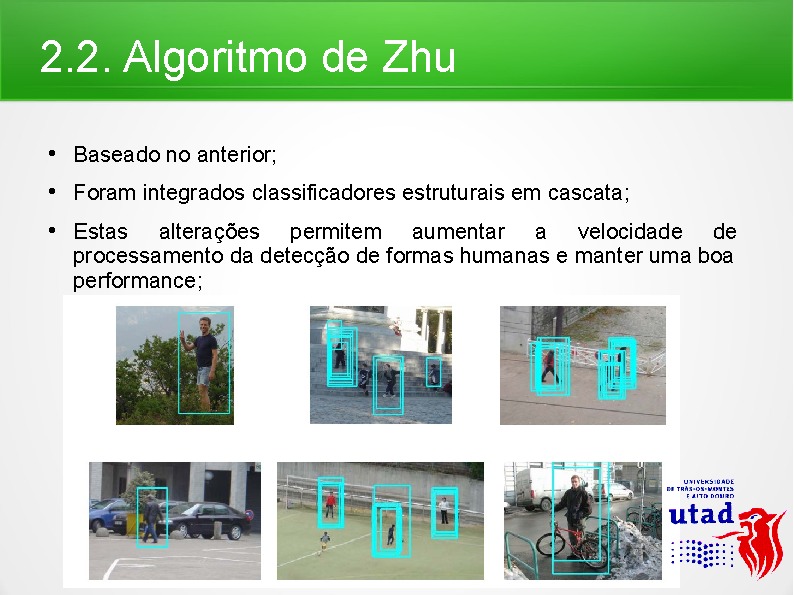 2.2. Algoritmo de Zhu
• Baseado no anterior;
• Foram integrados classificadores estruturais em cascata;
• Estas alterações permitem aumentar a velocidade de
processamento da detecção de formas humanas e manter uma boa
performance;
UNIVERSIDADE
DE TRÁS-OS-MONTES
E ALTO DOURO
utad